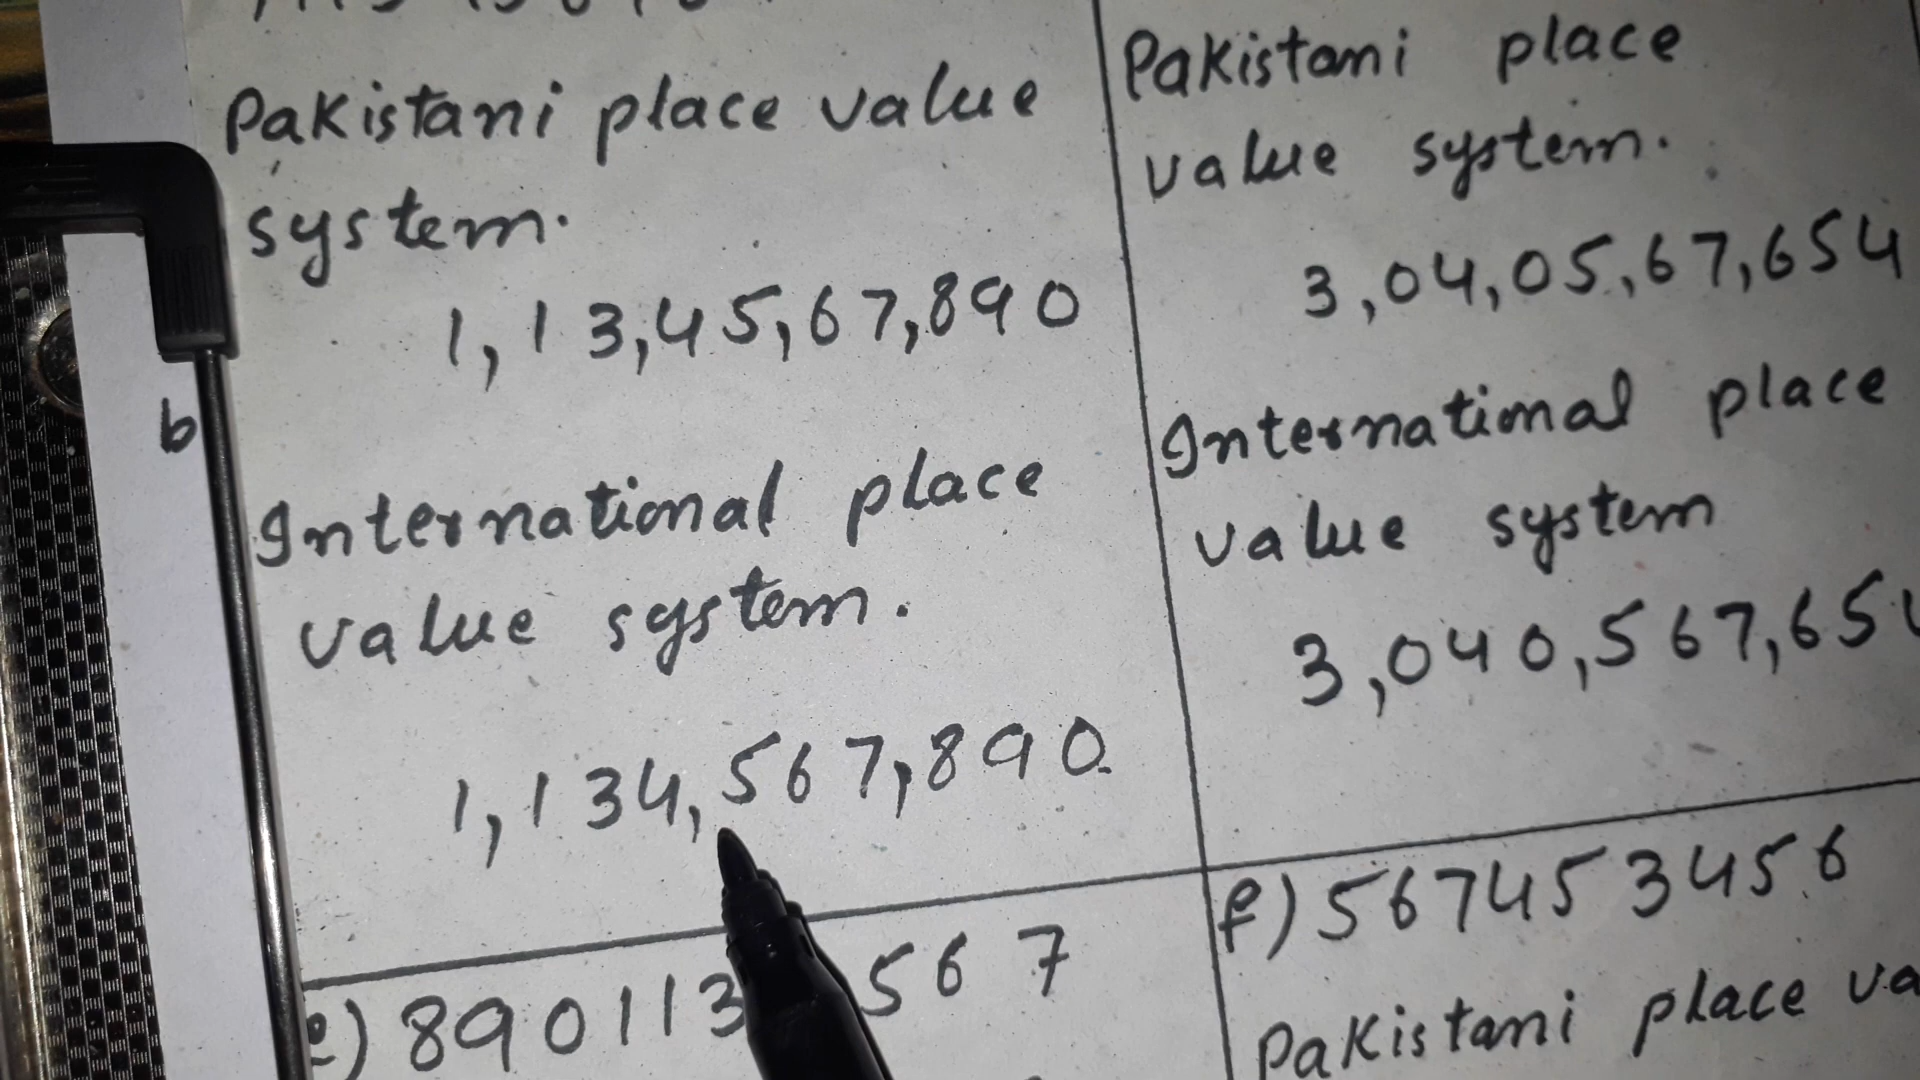 Pakistani place value
system.
1,13,45,67,890
b
International place
value system.
1,134,567,890.
e) 890113 567
Pakistani place
value system.
3,04,05,67,654
International place
value system
3,040,567,65
f) 567453456
Pakistani place va